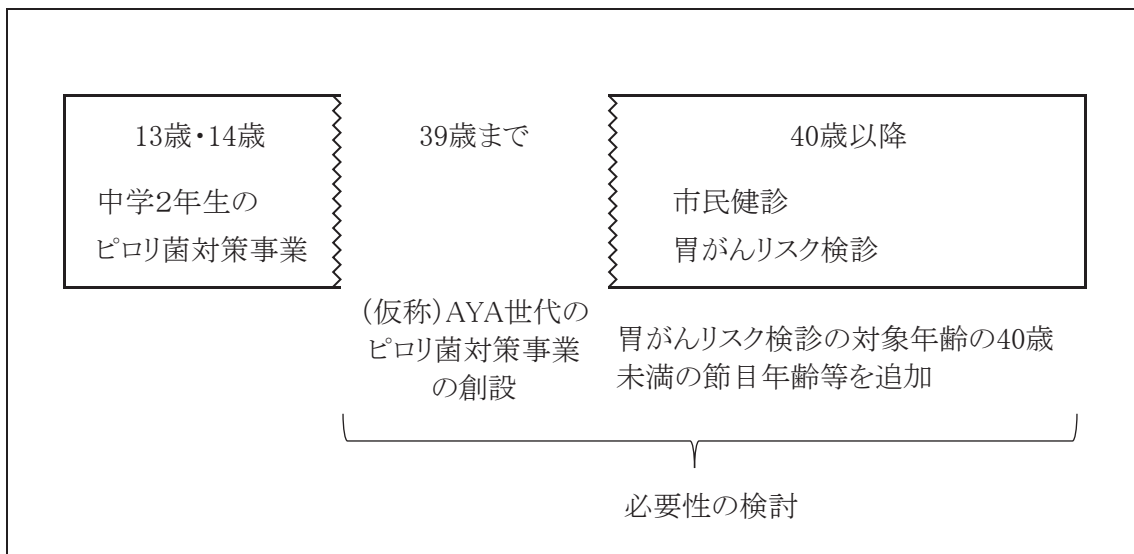 13歳・14歳
中学2年生の
ピロリ菌対策事業
39歳まで
(仮称)AYA世代の
ピロリ菌対策事業
の創設
40歳以降
市民健診
胃がんリスク検診
胃がんリスク検診の対象年齢の40歳
未満の節目年齢等を追加
必要性の検討